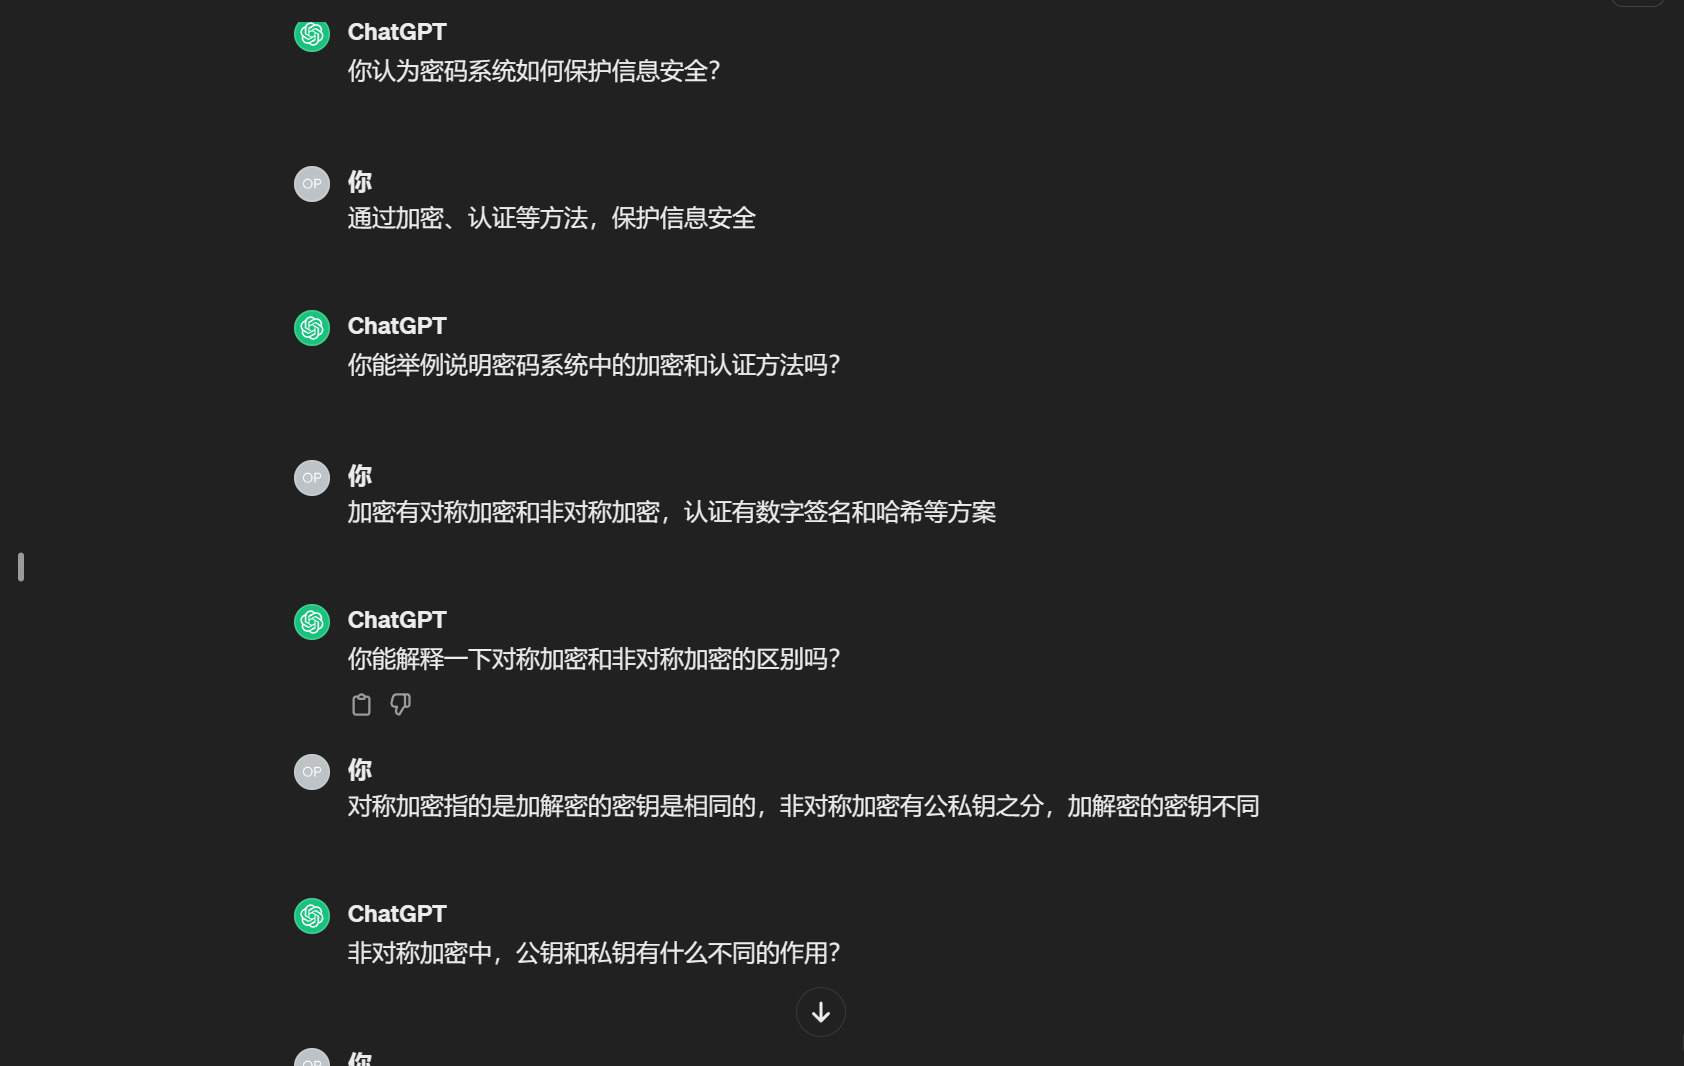 ChatGPT
你认为密码系统如何保护信息安全?
OP
你
通过加密、认证等方法，保护信息安全
ChatGPT
你能举例说明密码系统中的加密和认证方法吗?
OP
你
加密有对称加密和非对称加密，认证有数字签名和哈希等方案
ChatGPT
你能解释一下对称加密和非对称加密的区别吗?
OP
你
对称加密指的是加解密的密钥是相同的，非对称加密有公私钥之分，加解密的密钥不同
ChatGPT
非对称加密中，公钥和私钥有什么不同的作用?
OP
你